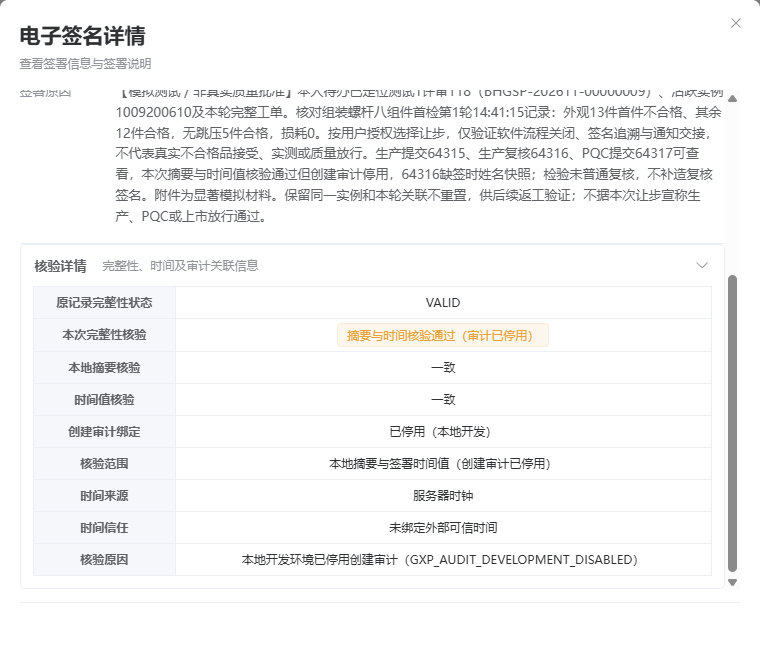 电子签名详情
查看签署信息与签署说明
签署原因
【模拟测试 / 非真实质量批准】本人待办已定位测试1评审118（BHGSP-202611-00000009）、活跃实例
1009200610及本轮完整工单。核对组装螺杆八组件首检第1轮14:41:15记录：外观13件首件不合格、其余
12件合格，无跳压5件合格，损耗0。按用户授权选择让步，仅验证软件流程关闭、签名追溯与通知交接，
不代表真实不合格品接受、实测或质量放行。生产提交64315、生产复核64316、PQC提交64317可查
看，本次摘要与时间值核验通过但创建审计停用，64316缺签时姓名快照；检验未普通复核，不补造复核
签名。附件为显著模拟材料。保留同一实例和本轮关联不重置，供后续返工验证；不据本次让步宣称生
产、PQC或上市放行通过。
核验详情 完整性、时间及审计关联信息
原记录完整性状态 VALID
本次完整性核验 摘要与时间核验通过（审计已停用）
本地摘要核验 一致
时间值核验 一致
创建审计绑定 已停用（本地开发）
核验范围 本地摘要与签署时间值（创建审计已停用）
时间来源 服务器时钟
时间信任 未绑定外部可信时间
核验原因 本地开发环境已停用创建审计（GXP_AUDIT_DEVELOPMENT_DISABLED）